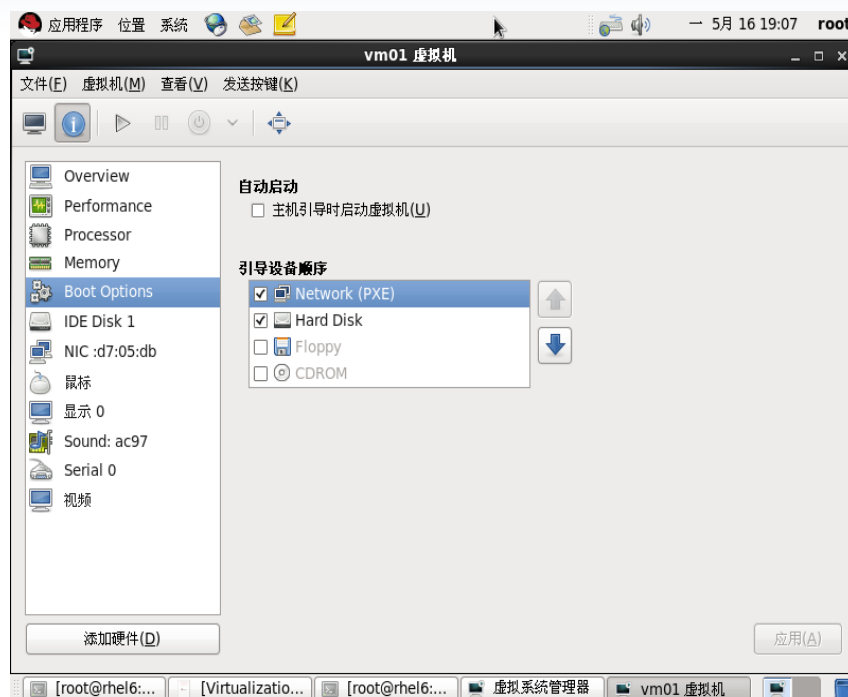 应用程序 位置 系统 一 5月 16 19:07 root
vm01 虚拟机
文件(F) 虚拟机(M) 查看(V) 发送按键(K)
Overview
Performance
Processor
Memory
Boot Options
IDE Disk 1
NIC :d7:05:db
鼠标
显示 0
Sound: ac97
Serial 0
视频
添加硬件(D)
自动启动
主机引导时启动虚拟机(U)
引导设备顺序
Network (PXE)
Hard Disk
Floppy
CDROM
应用(A)
[root@rhel6:... [Virtualizatio... [root@rhel6:... 虚拟系统管理器 vm01 虚拟机